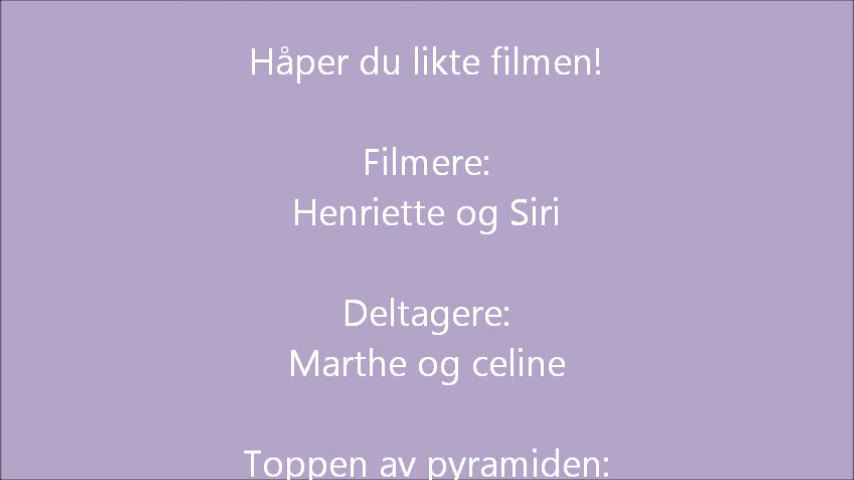 Håper du likte filmen!
Filmere:
Henriette og Siri
Deltagere:
Marthe og celine
Toppen av pyramiden: